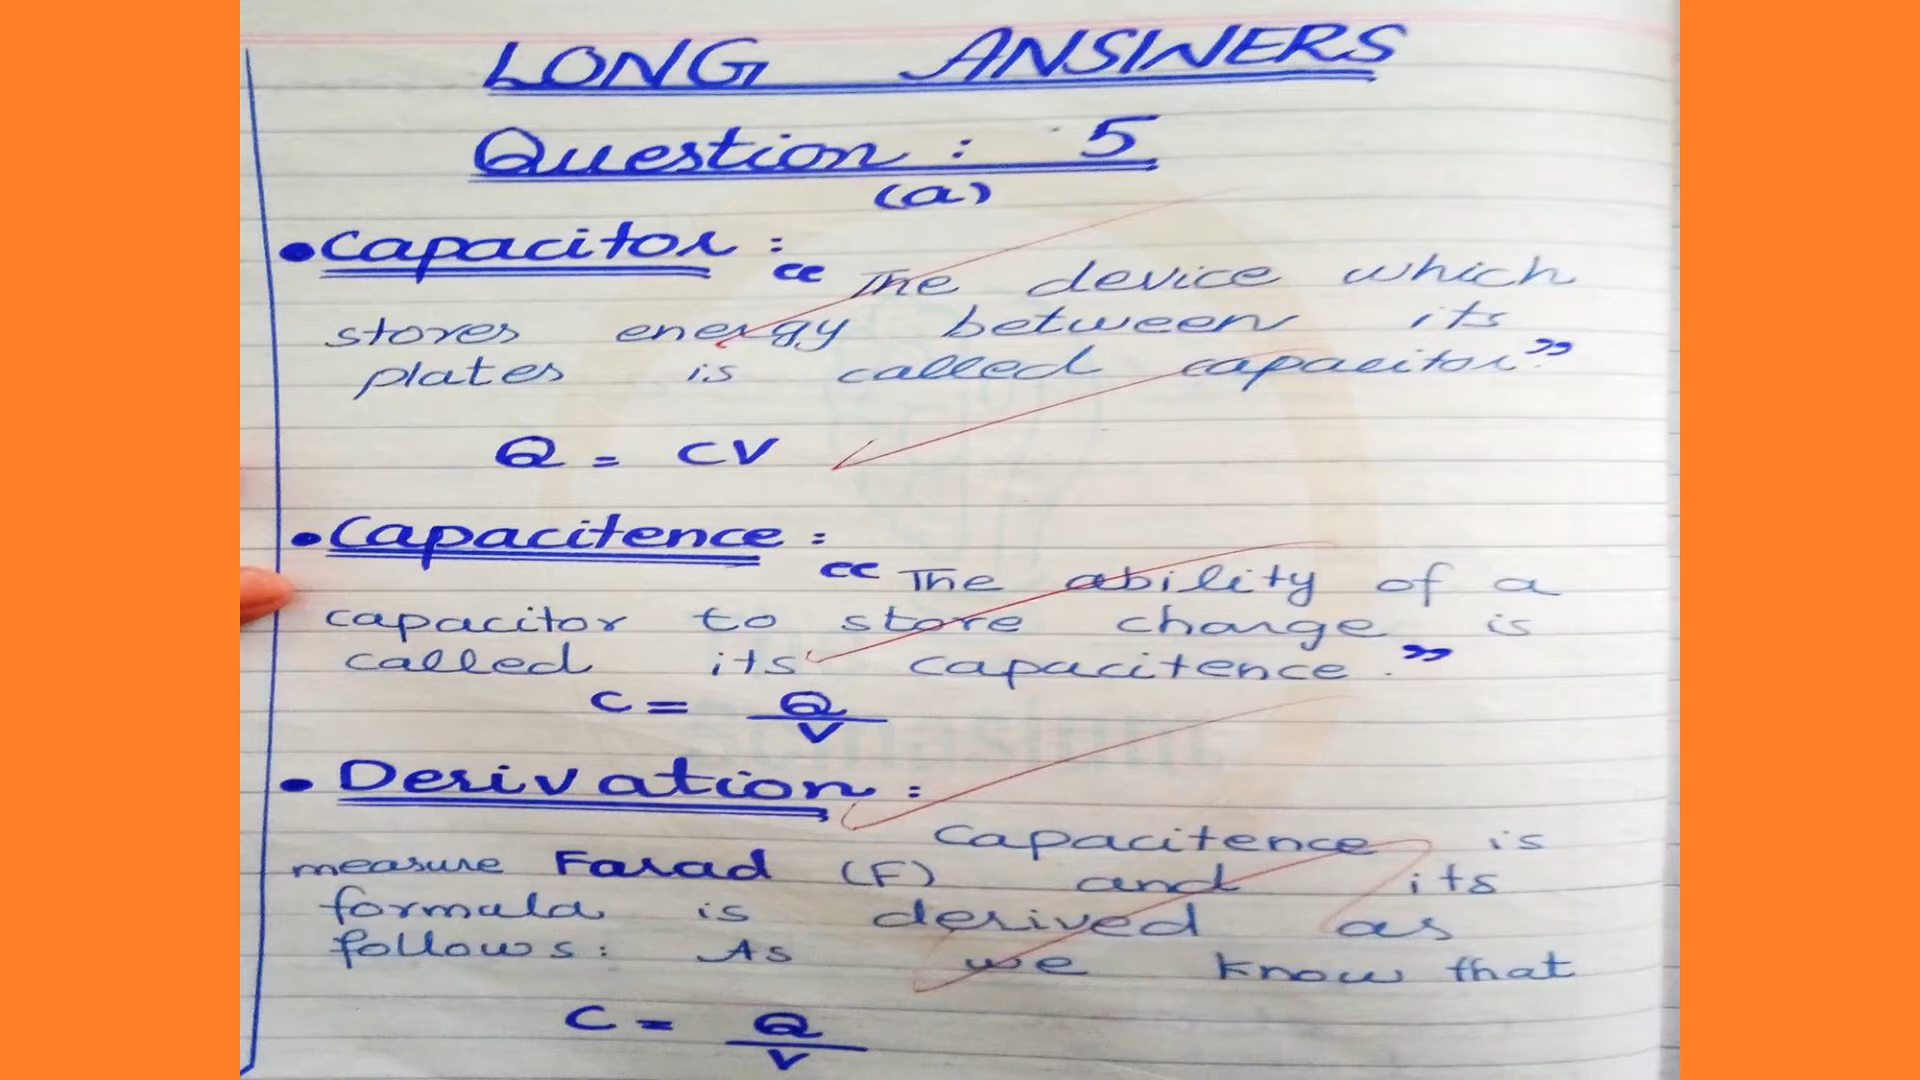 LONG ANSWERS
Question : 5
(a)
• Capacitor :
“ The device which
stores energy between its
plates is called capacitor.”
Q = CV
• Capacitence :
“ The ability of a
capacitor to store charge is
called its capacitence.”
C = Q
V
• Derivation :
Capacitence is
measure Farad (F) and its
formula is derived as
follows: As we know that
C = Q
V